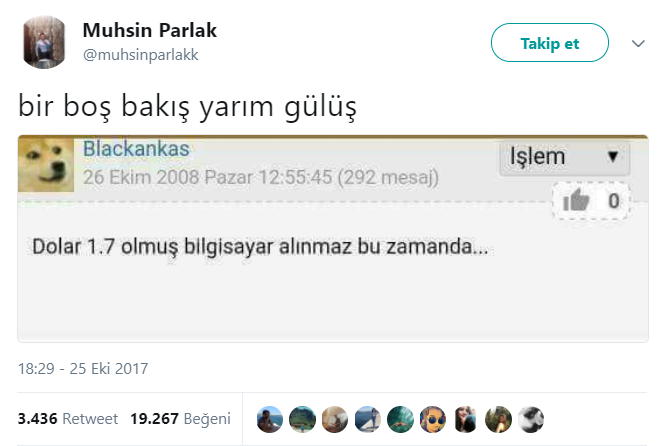 Muhsin Parlak
@muhsinparlakk
Takip et
bir boş bakış yarım gülüş
Blackankas
İşlem ▼
26 Ekim 2008 Pazar 12:55:45 (292 mesaj)
0
Dolar 1.7 olmuş bilgisayar alınmaz bu zamanda...
18:29 - 25 Eki 2017
3.436 Retweet 19.267 Beğeni